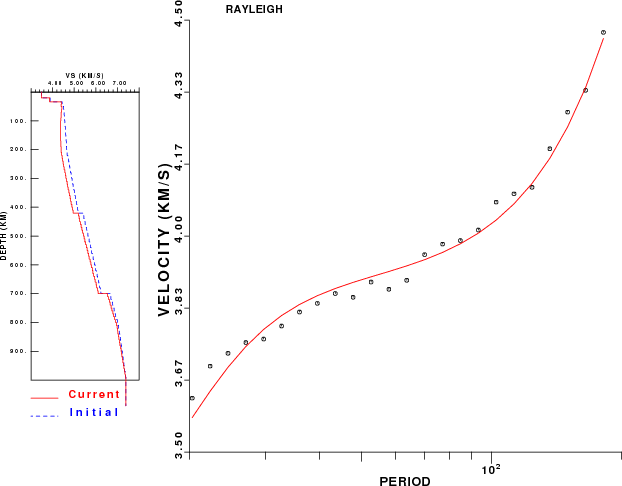 RAYLEIGH
VS (KM/S)
4.00 5.00 6.00 7.00
100.
200.
300.
400.
500.
600.
700.
800.
900.
DEPTH (KM)
Current
Initial
4.50
4.33
4.17
4.00
3.83
3.67
3.50
VELOCITY (KM/S)
10²
PERIOD